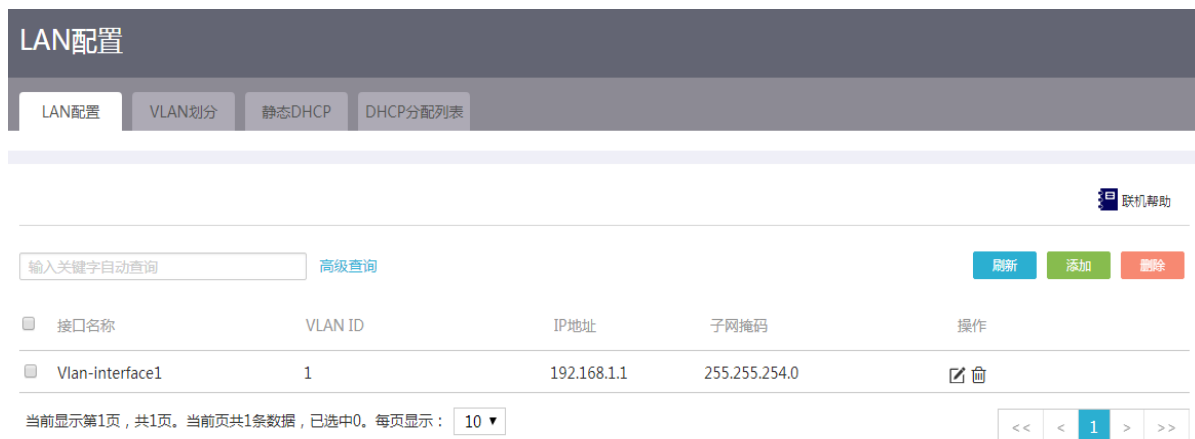 LAN配置
LAN配置 VLAN划分 静态DHCP DHCP分配列表
联机帮助
输入关键字自动查询 高级查询 刷新 添加 删除
接口名称 VLAN ID IP地址 子网掩码 操作
Vlan-interface1 1 192.168.1.1 255.255.254.0
当前显示第1页，共1页。当前页共1条数据，已选中0。每页显示： 10 ▼
<< < 1 > >>